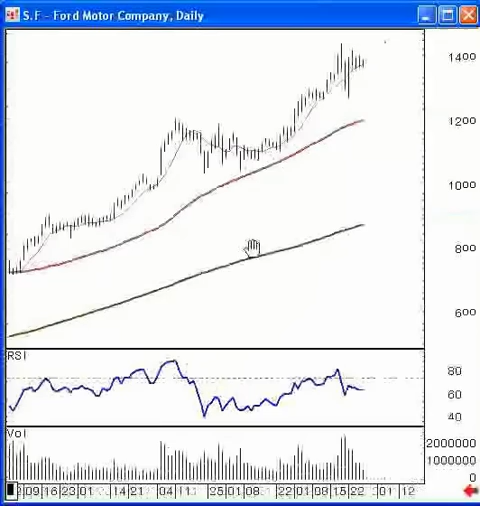 S.F - Ford Motor Company, Daily
1400
1200
1000
800
600
RSI
80
60
40
Vol
2000000
1000000
0
09 16 23 01 14 21 04 11 25 01 08 22 01 08 15 22 01 12